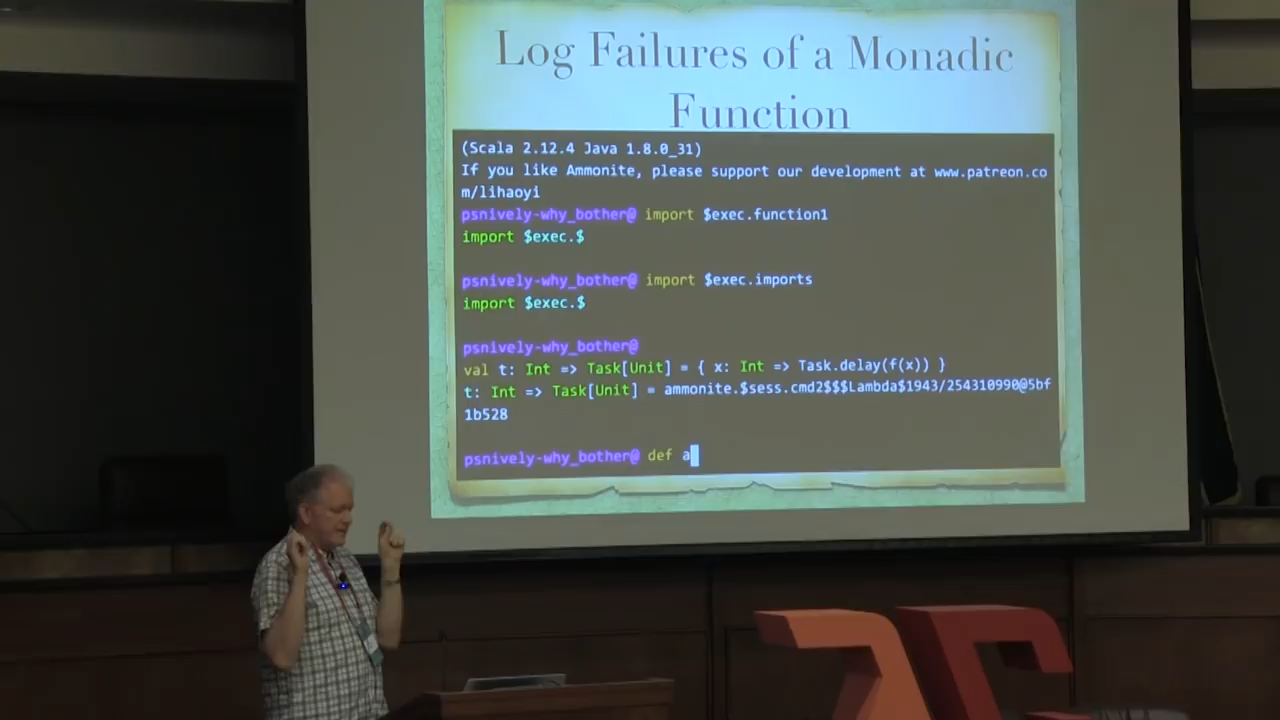 Log Failures of a Monadic
Function
(Scala 2.12.4 Java 1.8.0_31)
If you like Ammonite, please support our development at www.patreon.co
m/lihaoyi
psnively-why_bother@ import $exec.function1
import $exec.$
psnively-why_bother@ import $exec.imports
import $exec.$
psnively-why_bother@
val t: Int => Task[Unit] = { x: Int => Task.delay(f(x)) }
t: Int => Task[Unit] = ammonite.$sess.cmd2$$$Lambda$1943/254310990@5bf
1b528
psnively-why_bother@ def a